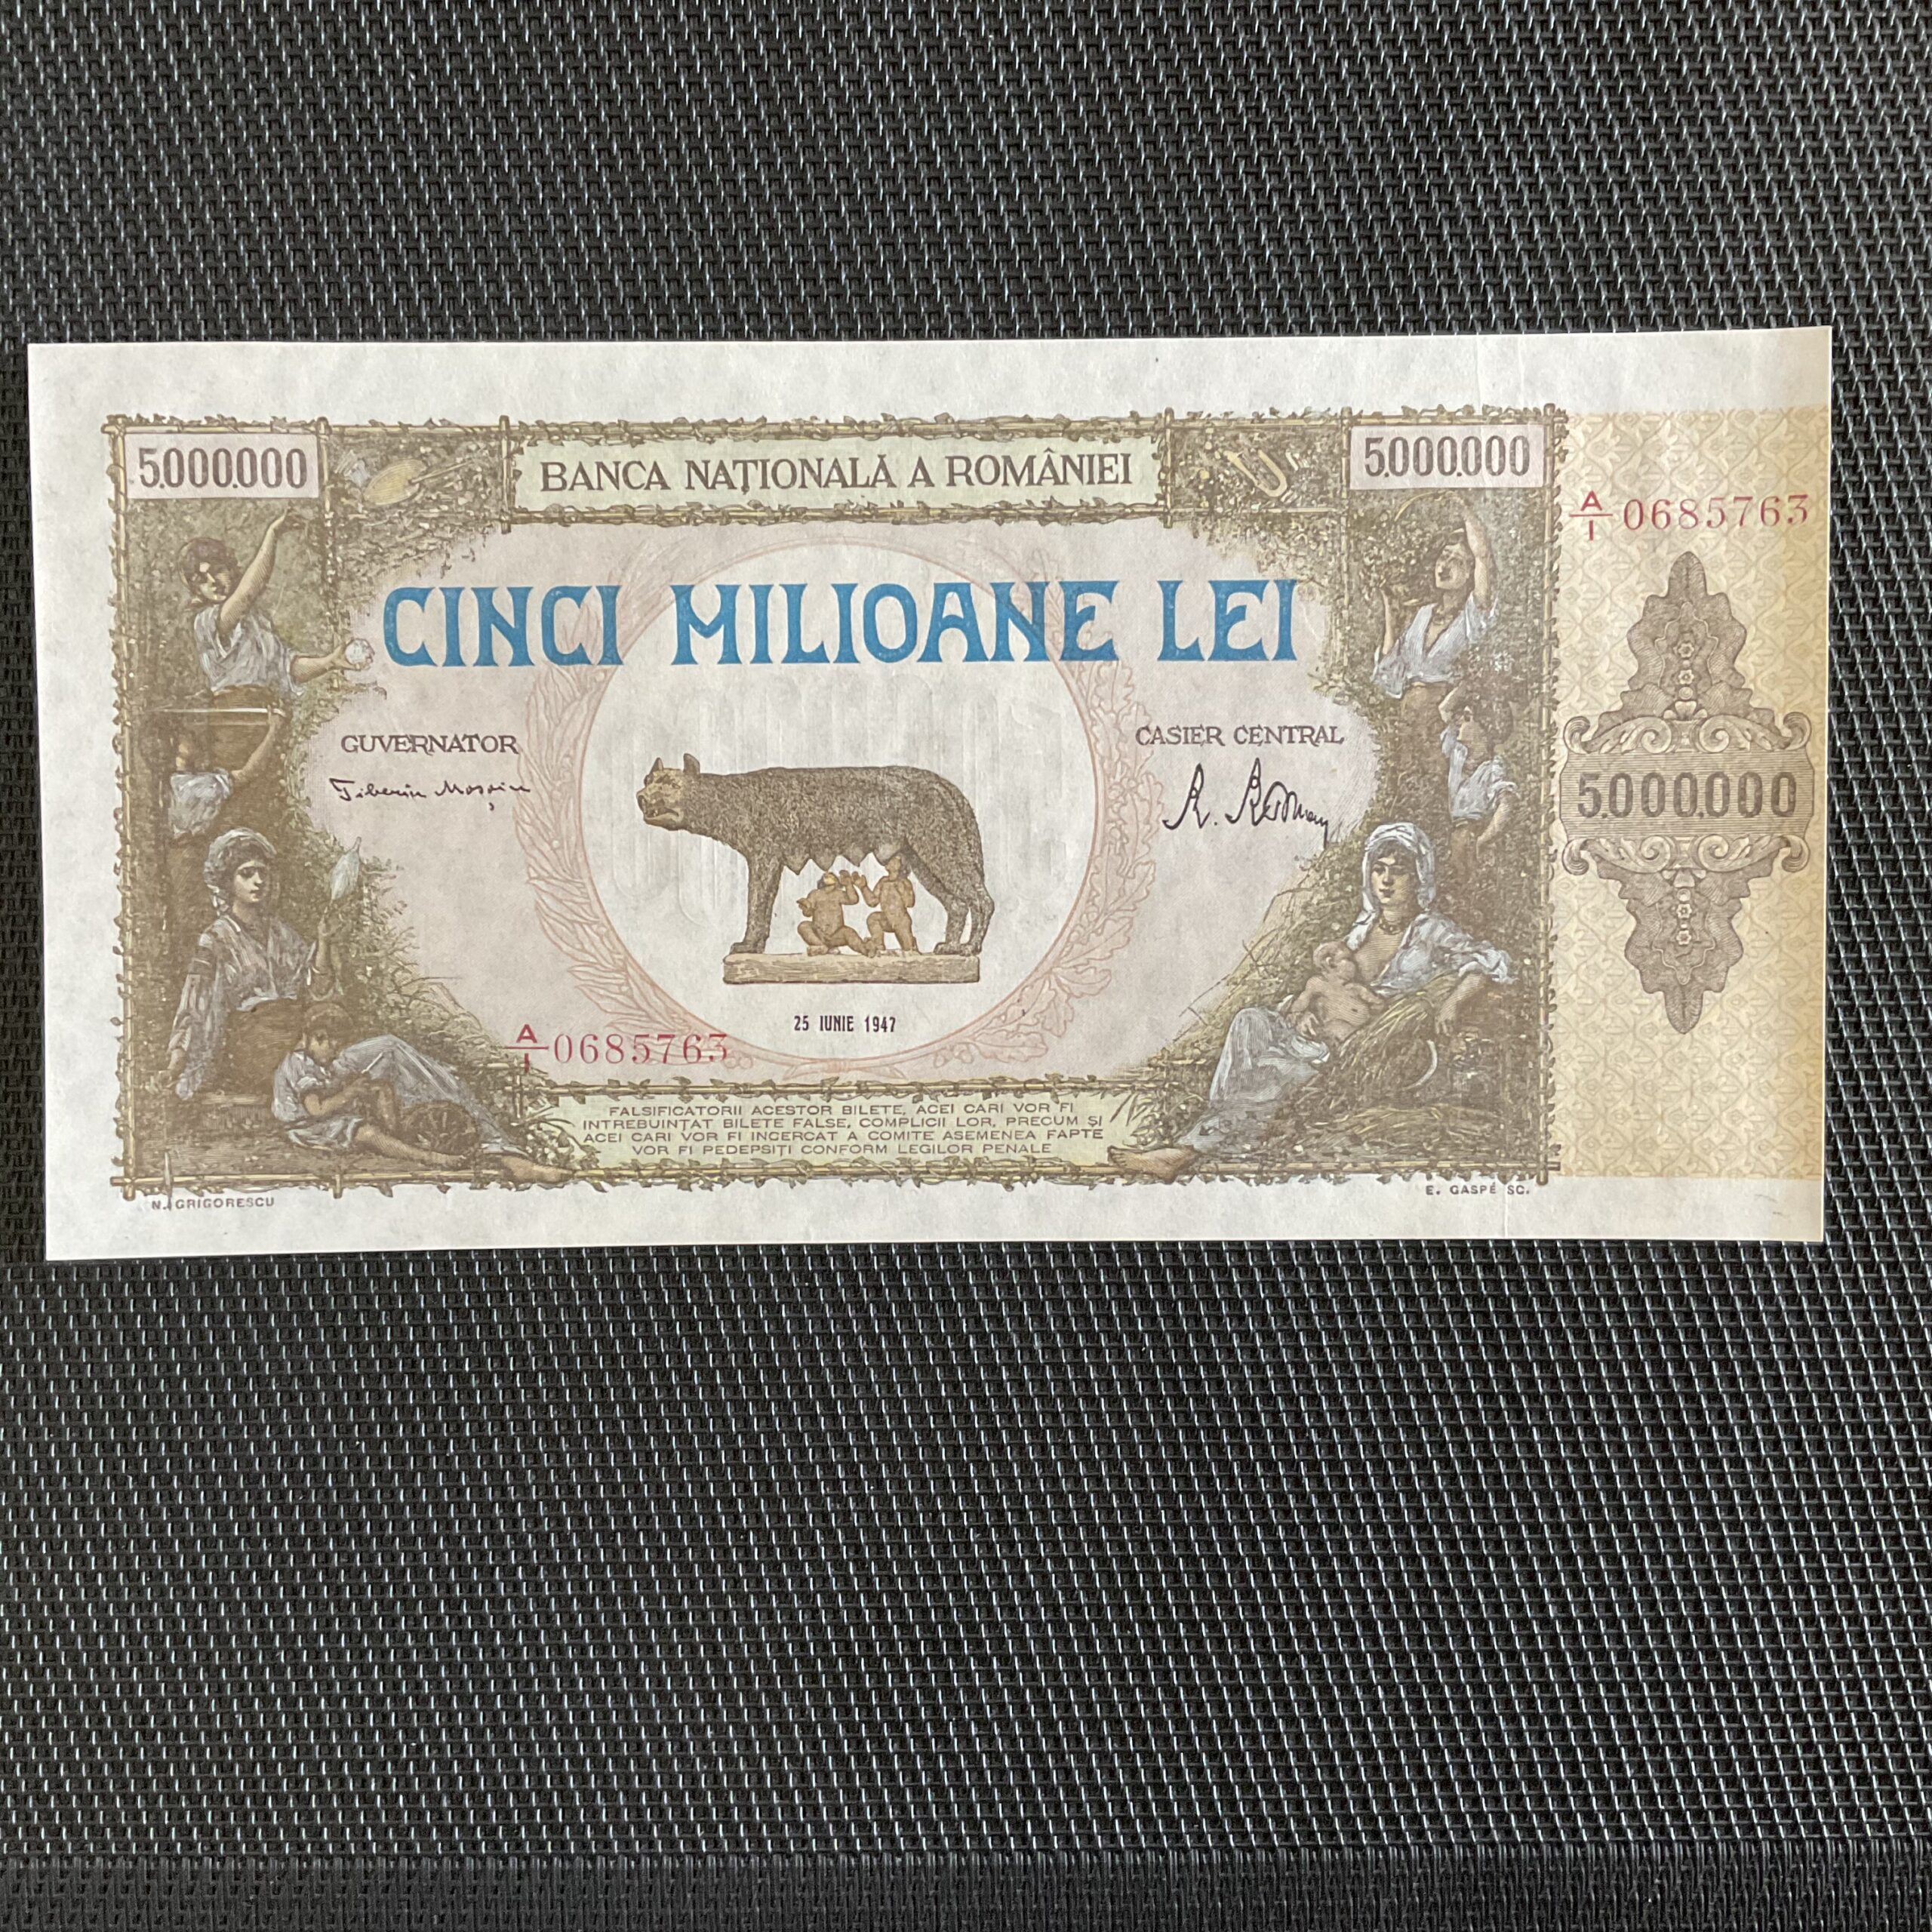 5.000.000
BANCA NAȚIONALĂ A ROMÂNIEI
5.000.000
A/I 0685763
CINCI MILIOANE LEI
GUVERNATOR
CASIER CENTRAL
5.000.000
25 IUNIE 1947
A/I 0685763
FALSIFICATORII ACESTOR BILETE, ACEI CARI VOR FI
INTREBUINȚAT BILETE FALSE, COMPLICII LOR, PRECUM ȘI
ACEI CARI VOR FI INCERCAT A COMITE ASEMENEA FAPTE
VOR FI PEDEPSIȚI CONFORM LEGILOR PENALE
N. GRIGORESCU
E. GASPÉ SC.